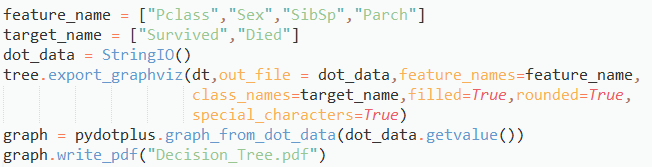 feature_name = ["Pclass","Sex","SibSp","Parch"]
target_name = ["Survived","Died"]
dot_data = StringIO()
tree.export_graphviz(dt,out_file = dot_data,feature_names=feature_name,
class_names=target_name,filled=True,rounded=True,
special_characters=True)
graph = pydotplus.graph_from_dot_data(dot_data.getvalue())
graph.write_pdf("Decision_Tree.pdf")